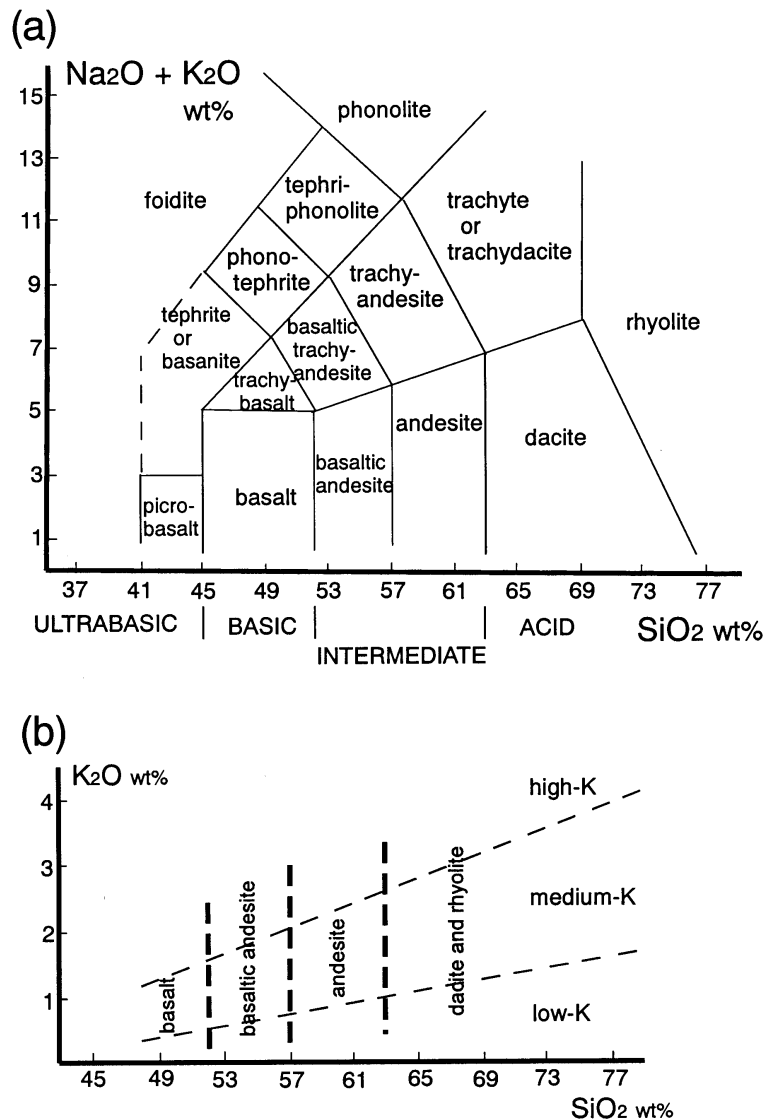 (a)
Na2O + K2O
wt%
15
13
11
9
7
5
3
1
phonolite
foidite
tephri-
phonolite
trachyte
or
trachydacite
phono-
tephrite
trachy-
andesite
tephrite
or
basanite
basaltic
trachy-
andesite
rhyolite
trachy-
basalt
andesite
dacite
basaltic
andesite
basalt
picro-
basalt
37 41 45 49 53 57 61 65 69 73 77
ULTRABASIC | BASIC | INTERMEDIATE | ACID
SiO2 wt%
(b)
K2O wt%
4
3
2
1
high-K
medium-K
low-K
basalt
basaltic andesite
andesite
dadite and rhyolite
45 49 53 57 61 65 69 73 77
SiO2 wt%